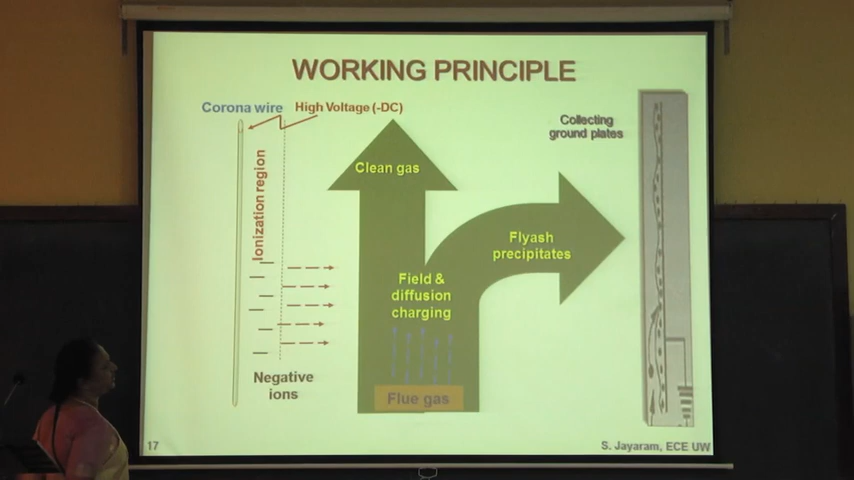 WORKING PRINCIPLE
Corona wire
High Voltage (-DC)
Collecting
ground plates
Ionization region
Clean gas
Flyash
precipitates
Field &
diffusion
charging
Negative
ions
Flue gas
17
S. Jayaram, ECE UW